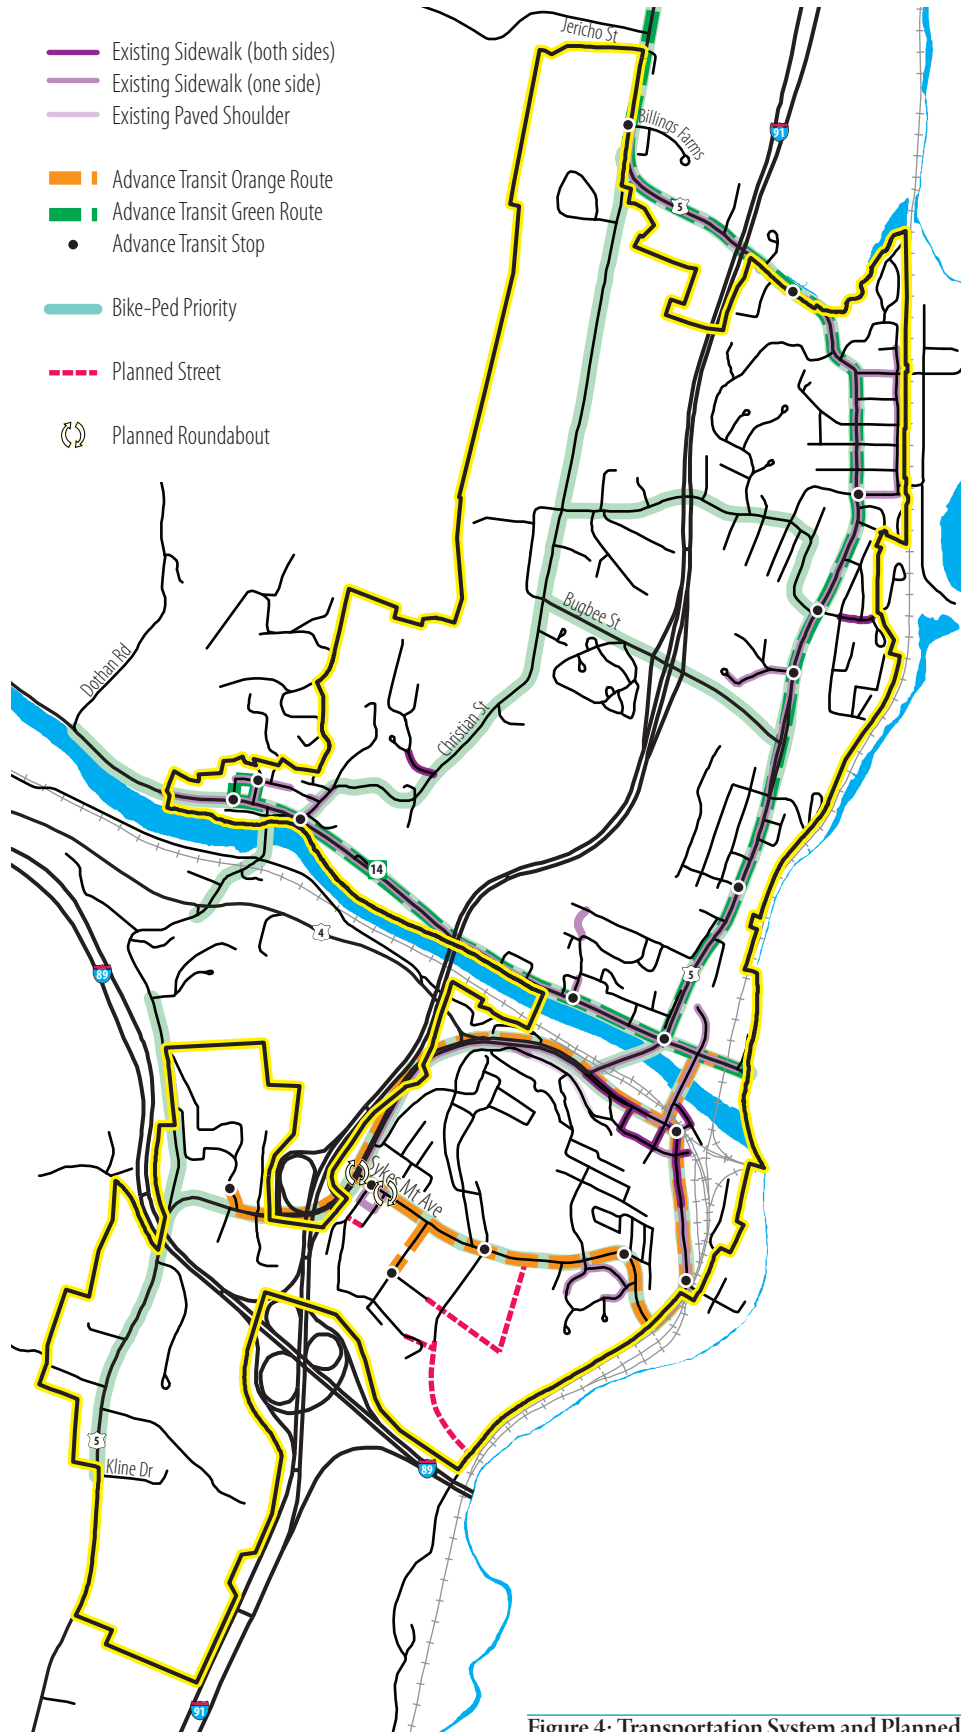 Existing Sidewalk (both sides)
Existing Sidewalk (one side)
Existing Paved Shoulder
Advance Transit Orange Route
Advance Transit Green Route
Advance Transit Stop
Bike-Ped Priority
Planned Street
Planned Roundabout
Jericho St
Billings Farms
91
5
Bugbee St
Dothan Rd
Christian St
14
4
89
5
Sykes Mt Ave
5
Kline Dr
89
91
Figure 4: Transportation System and Planned